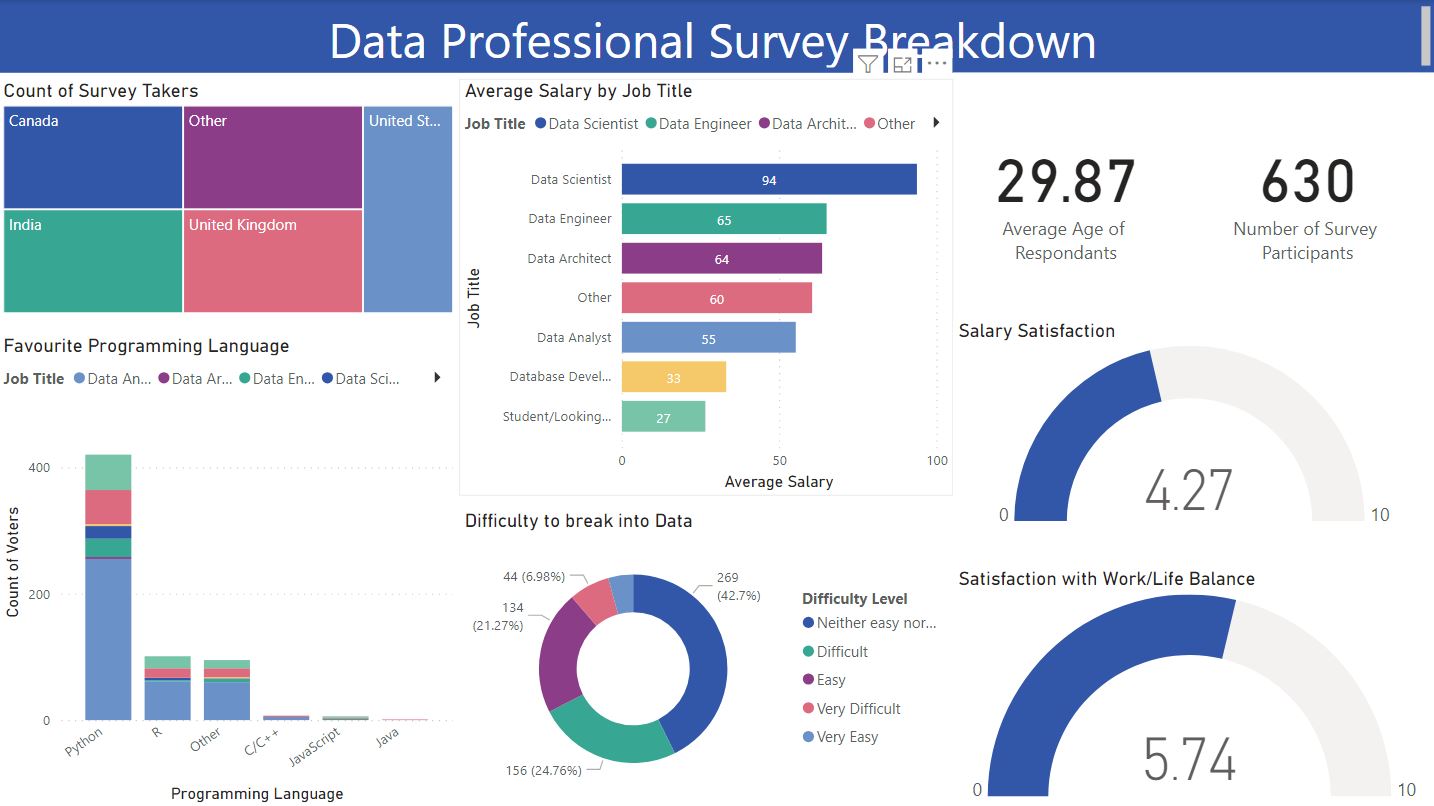 Data Professional Survey Breakdown
Count of Survey Takers
Canada
Other
United St...
India
United Kingdom
Average Salary by Job Title
Job Title
Data Scientist
Data Engineer
Data Archit...
Other
Job Title
Data Scientist
94
Data Engineer
65
Data Architect
64
Other
60
Data Analyst
55
Database Devel...
33
Student/Looking...
27
0
50
100
Average Salary
29.87
Average Age of
Respondants
630
Number of Survey
Participants
Favourite Programming Language
Job Title
Data An...
Data Ar...
Data En...
Data Sci...
Count of Voters
400
200
0
Python
R
Other
C/C++
JavaScript
Java
Programming Language
Difficulty to break into Data
44 (6.98%)
269
(42.7%)
134
(21.27%)
156 (24.76%)
Difficulty Level
Neither easy nor...
Difficult
Easy
Very Difficult
Very Easy
Salary Satisfaction
4.27
0
10
Satisfaction with Work/Life Balance
5.74
0
10